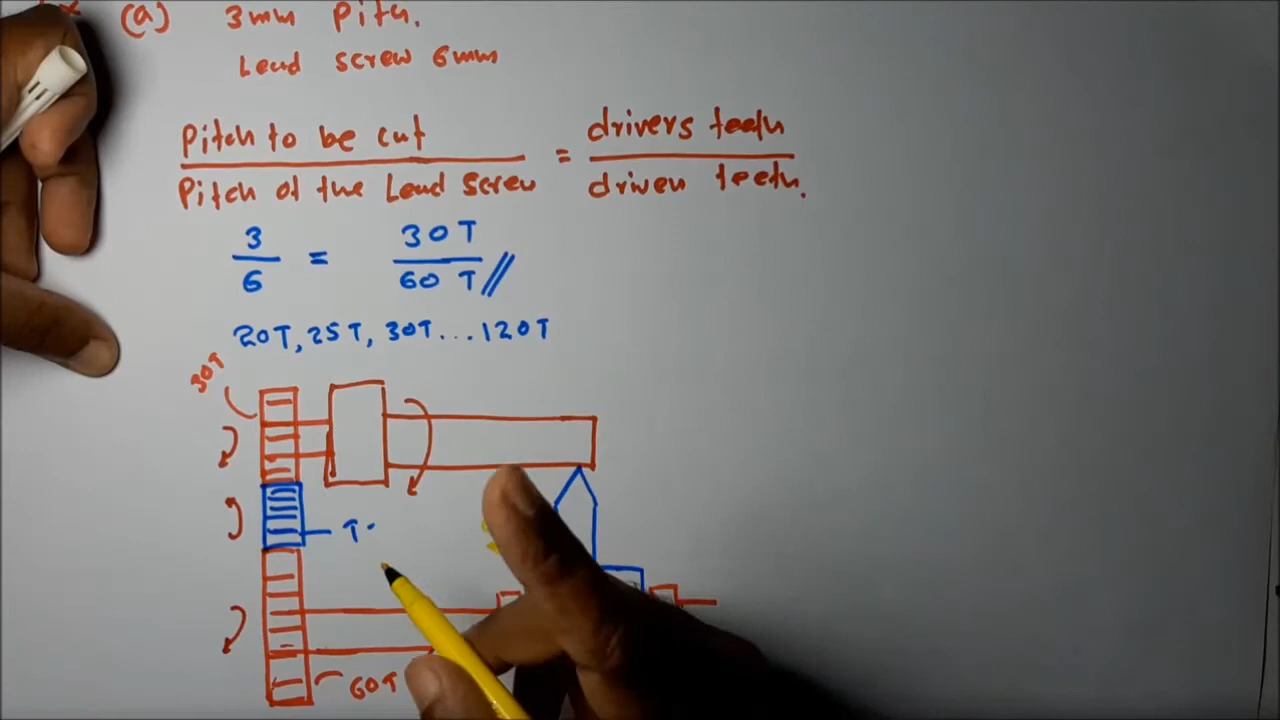 (a) 3mm Pitch.
Lead screw 6mm
Pitch to be cut = drivers teeth
Pitch of the Lead Screw driven teeth.
3 = 30T
6 60 T //
20T, 25T, 30T...120T
30T
T.
60T